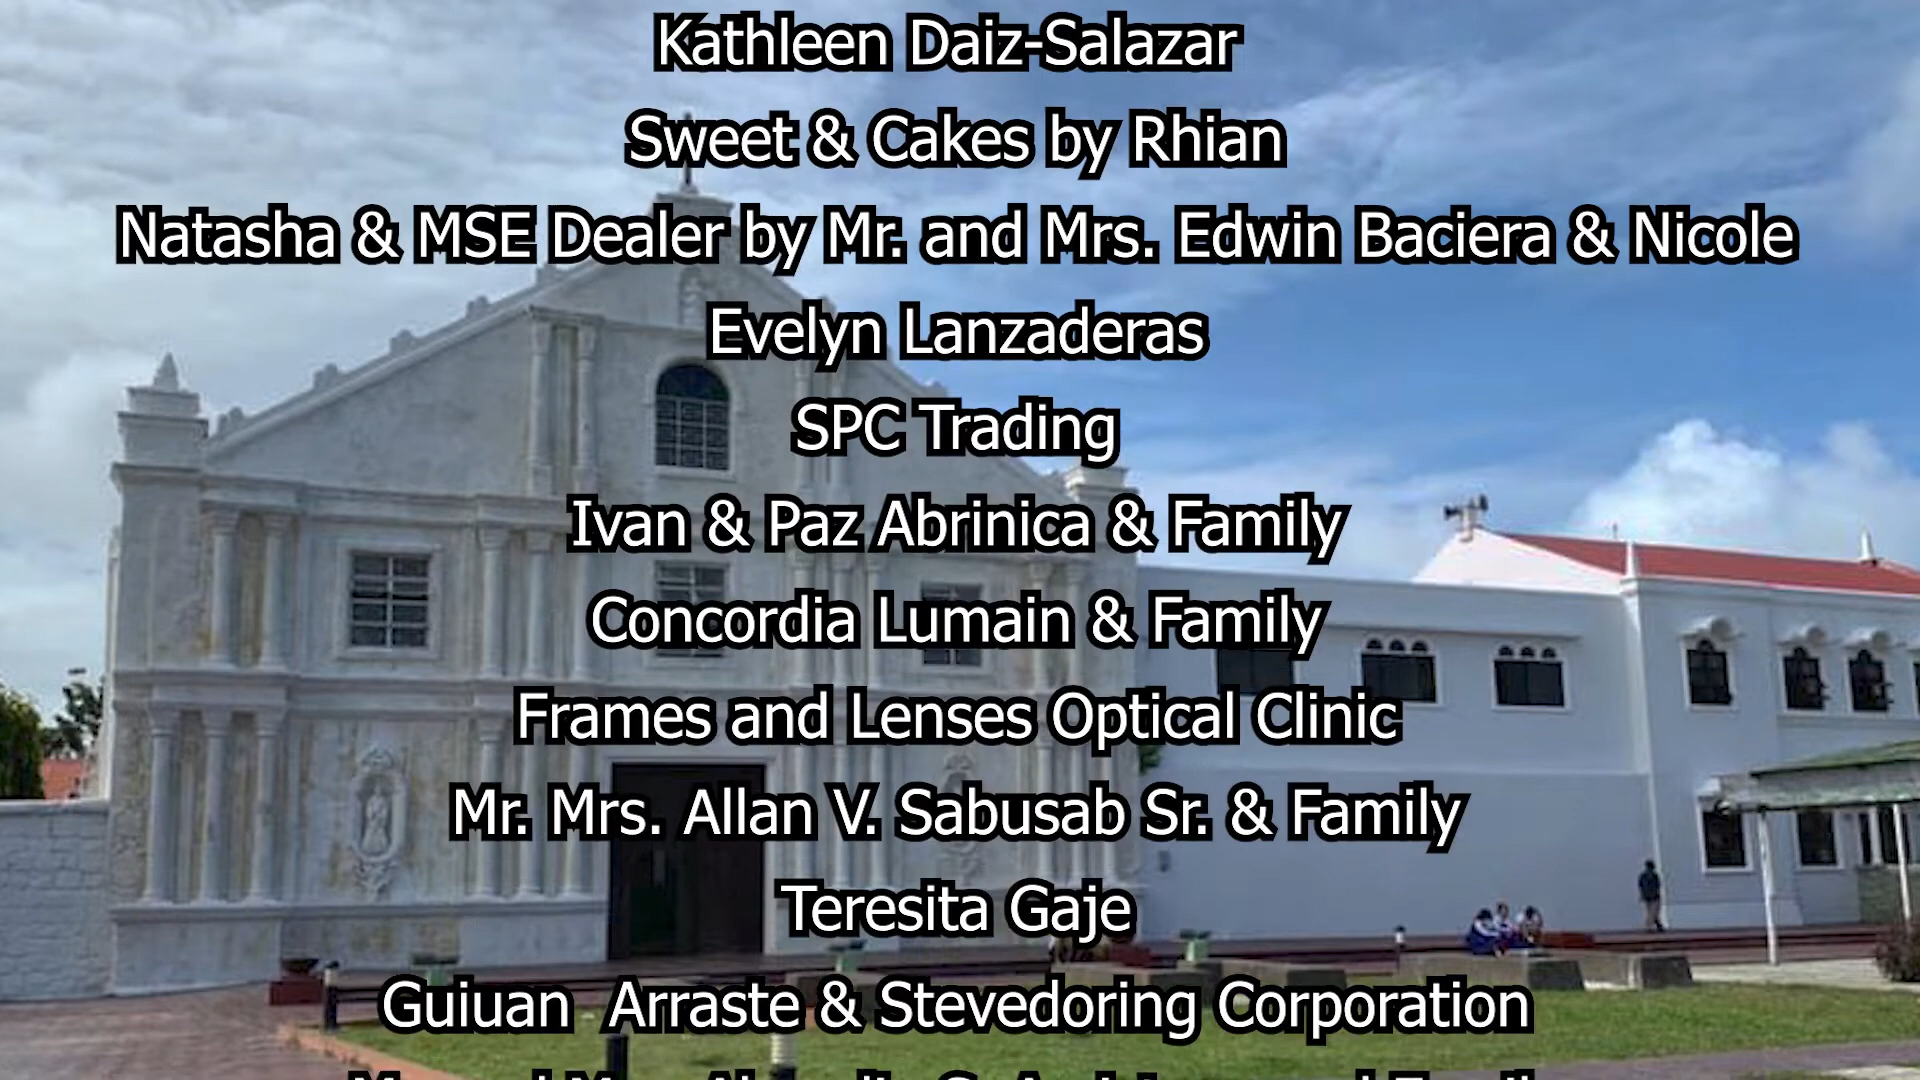 Kathleen Daiz-Salazar
Sweet & Cakes by Rhian
Natasha & MSE Dealer by Mr. and Mrs. Edwin Baciera & Nicole
Evelyn Lanzaderas
SPC Trading
Ivan & Paz Abrinica & Family
Concordia Lumain & Family
Frames and Lenses Optical Clinic
Mr. Mrs. Allan V. Sabusab Sr. & Family
Teresita Gaje
Guiuan  Arraste & Stevedoring Corporation